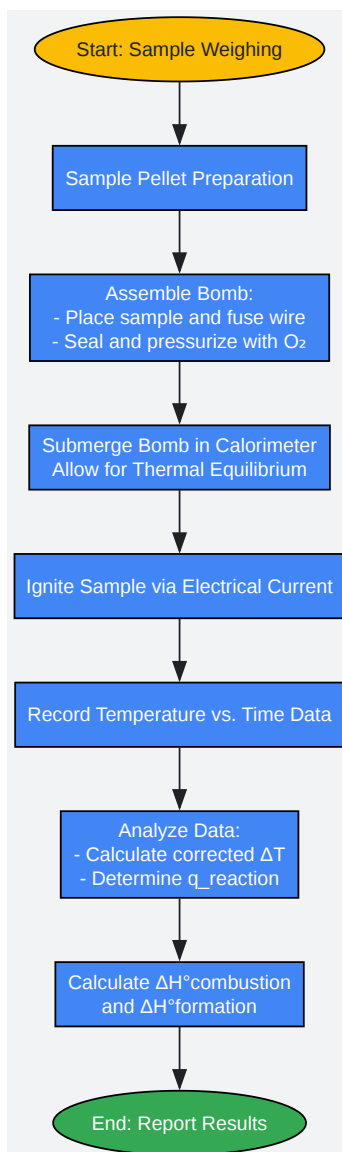 Start: Sample Weighing
Sample Pellet Preparation
Assemble Bomb:
- Place sample and fuse wire
- Seal and pressurize with O₂
Submerge Bomb in Calorimeter
Allow for Thermal Equilibrium
Ignite Sample via Electrical Current
Record Temperature vs. Time Data
Analyze Data:
- Calculate corrected ΔT
- Determine q_reaction
Calculate ΔH°combustion
and ΔH°formation
End: Report Results